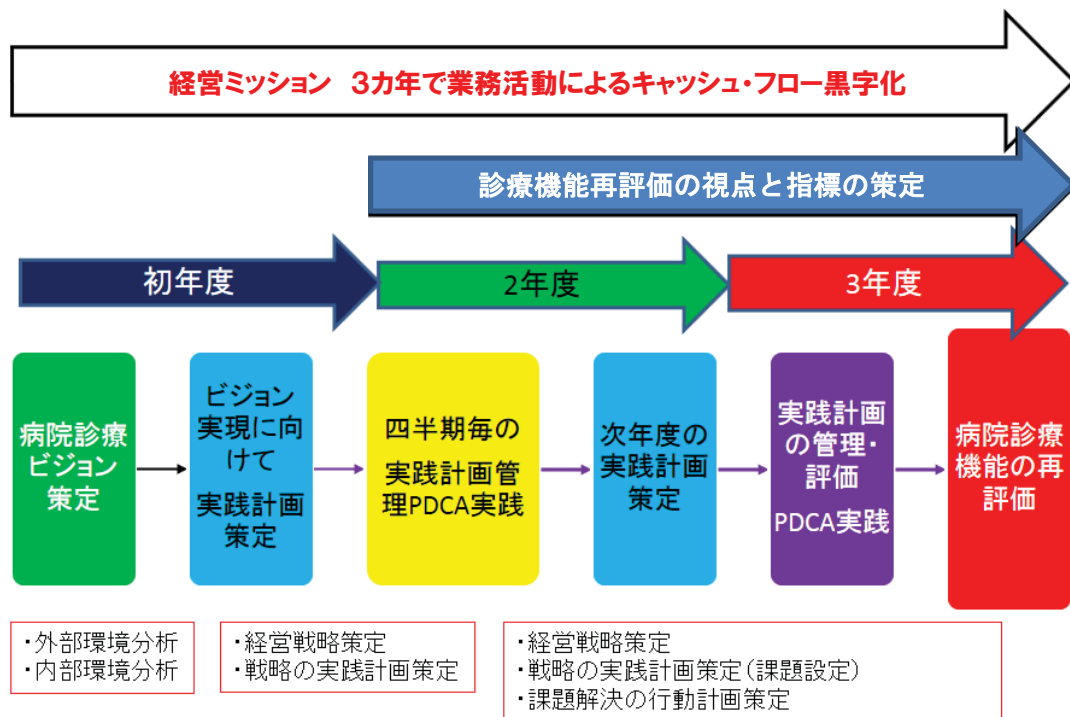 経営ミッション 3カ年で業務活動によるキャッシュ・フロー黒字化
診療機能再評価の視点と指標の策定
初年度
2年度
3年度
病院診療
ビジョン
策定
ビジョン
実現に向
けて
実践計画
策定
四半期毎の
実践計画管
理PDCA実践
次年度の
実践計画
策定
実践計画
の管理・
評価
PDCA実践
病院診療
機能の再
評価
・外部環境分析
・内部環境分析
・経営戦略策定
・戦略の実践計画策定
・経営戦略策定
・戦略の実践計画策定(課題設定)
・課題解決の行動計画策定